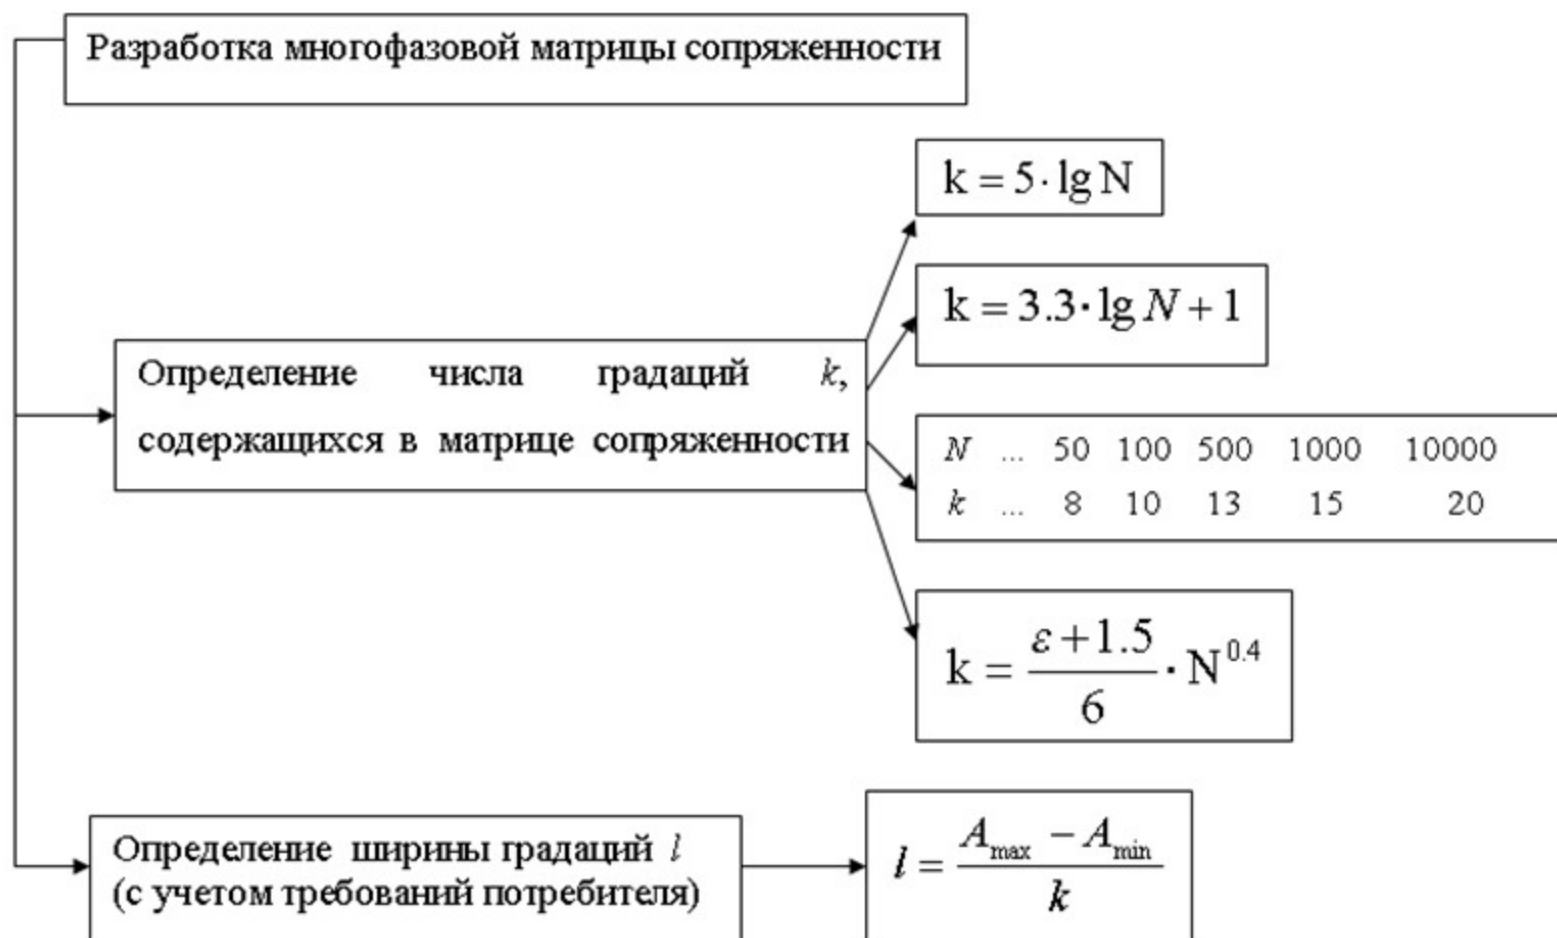 Разработка многофазовой матрицы сопряженности
k = 5·lg N
k = 3.3·lg N + 1
Определение числа градаций k,
содержащихся в матрице сопряженности
N ... 50 100 500 1000 10000
k ... 8 10 13 15 20
k = (ε + 1.5)/6 · N^0.4
Определение ширины градаций l
(с учетом требований потребителя)
l = (A_max − A_min)/k